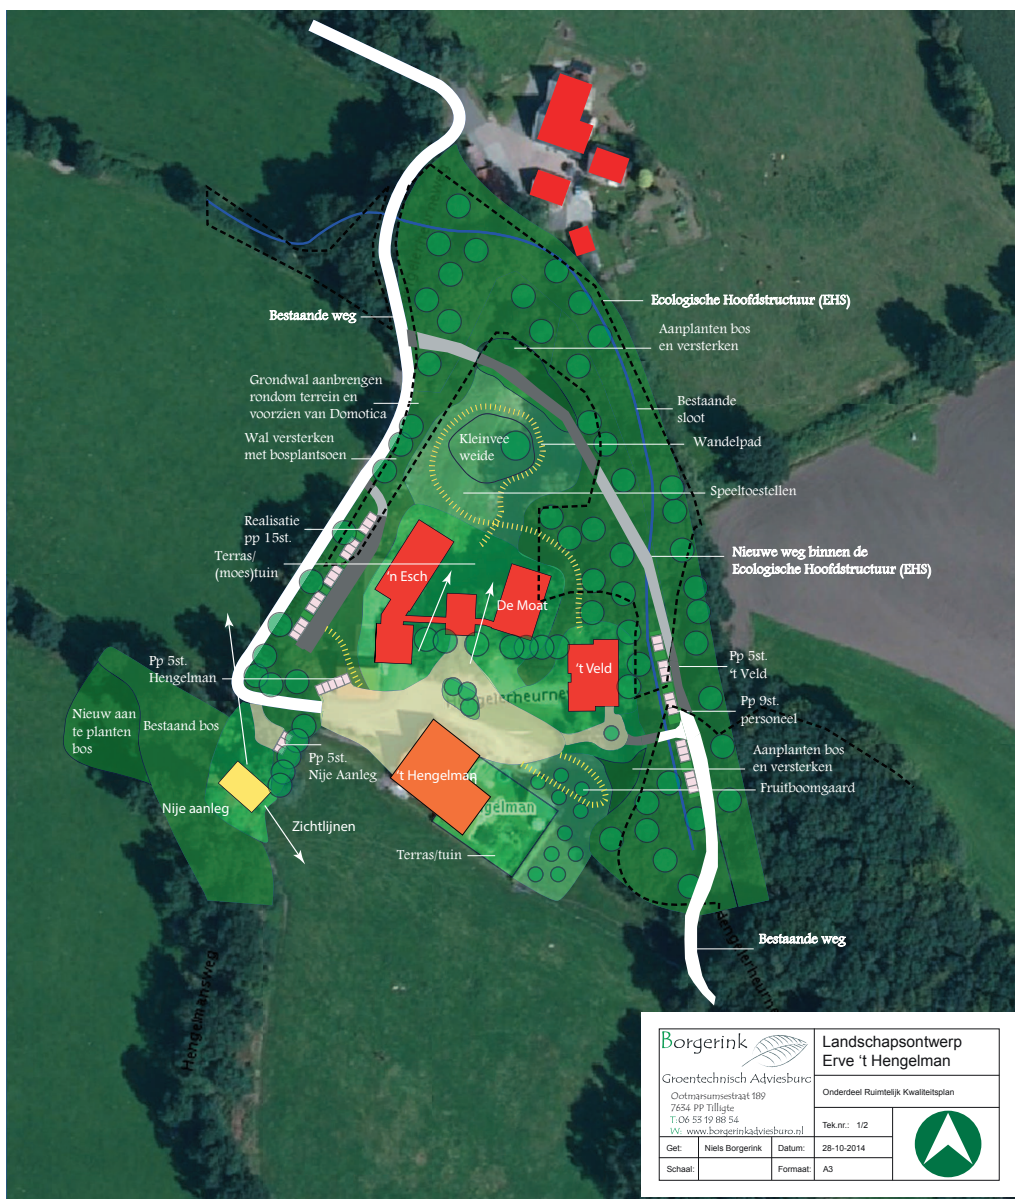 Ecologische Hoofdstructuur (EHS)
Bestaande weg
Aanplanten bos
en versterken
Grondwal aanbrengen
rondom terrein en
voorzien van Domotica
Bestaande
sloot
Wal versterken
met bosplantsoen
Kleinvee
weide
Wandelpad
Speeltoestellen
Realisatie
pp 15st.
Terras/
(moes)tuin
Nieuwe weg binnen de
Ecologische Hoofdstructuur (EHS)
'n Esch
De Moat
Pp 5st.
Hengelman
't Veld
Pp 5st.
't Veld
Hengelerheurne
Pp 9st.
personeel
Nieuw aan
te planten
bos
Bestaand bos
Pp 5st.
Nije Aanleg
't Hengelman
Aanplanten bos
en versterken
Fruitboomgaard
Nije aanleg
gelman
Zichtlijnen
Terras/tuin
Bestaande weg
Hengelerheurne
Hengelmansweg
Borgerink
Groentechnisch Adviesburo
Ootmarsumsestraat 189
7634 PP Tilligte
T: 06 53 19 88 54
W: www.borgerinkadviesburo.nl
Landschapsontwerp
Erve 't Hengelman
Onderdeel Ruimtelijk Kwaliteitsplan
Tek.nr.: 1/2
Get: Niels Borgerink Datum: 28-10-2014
Schaal: Formaat: A3